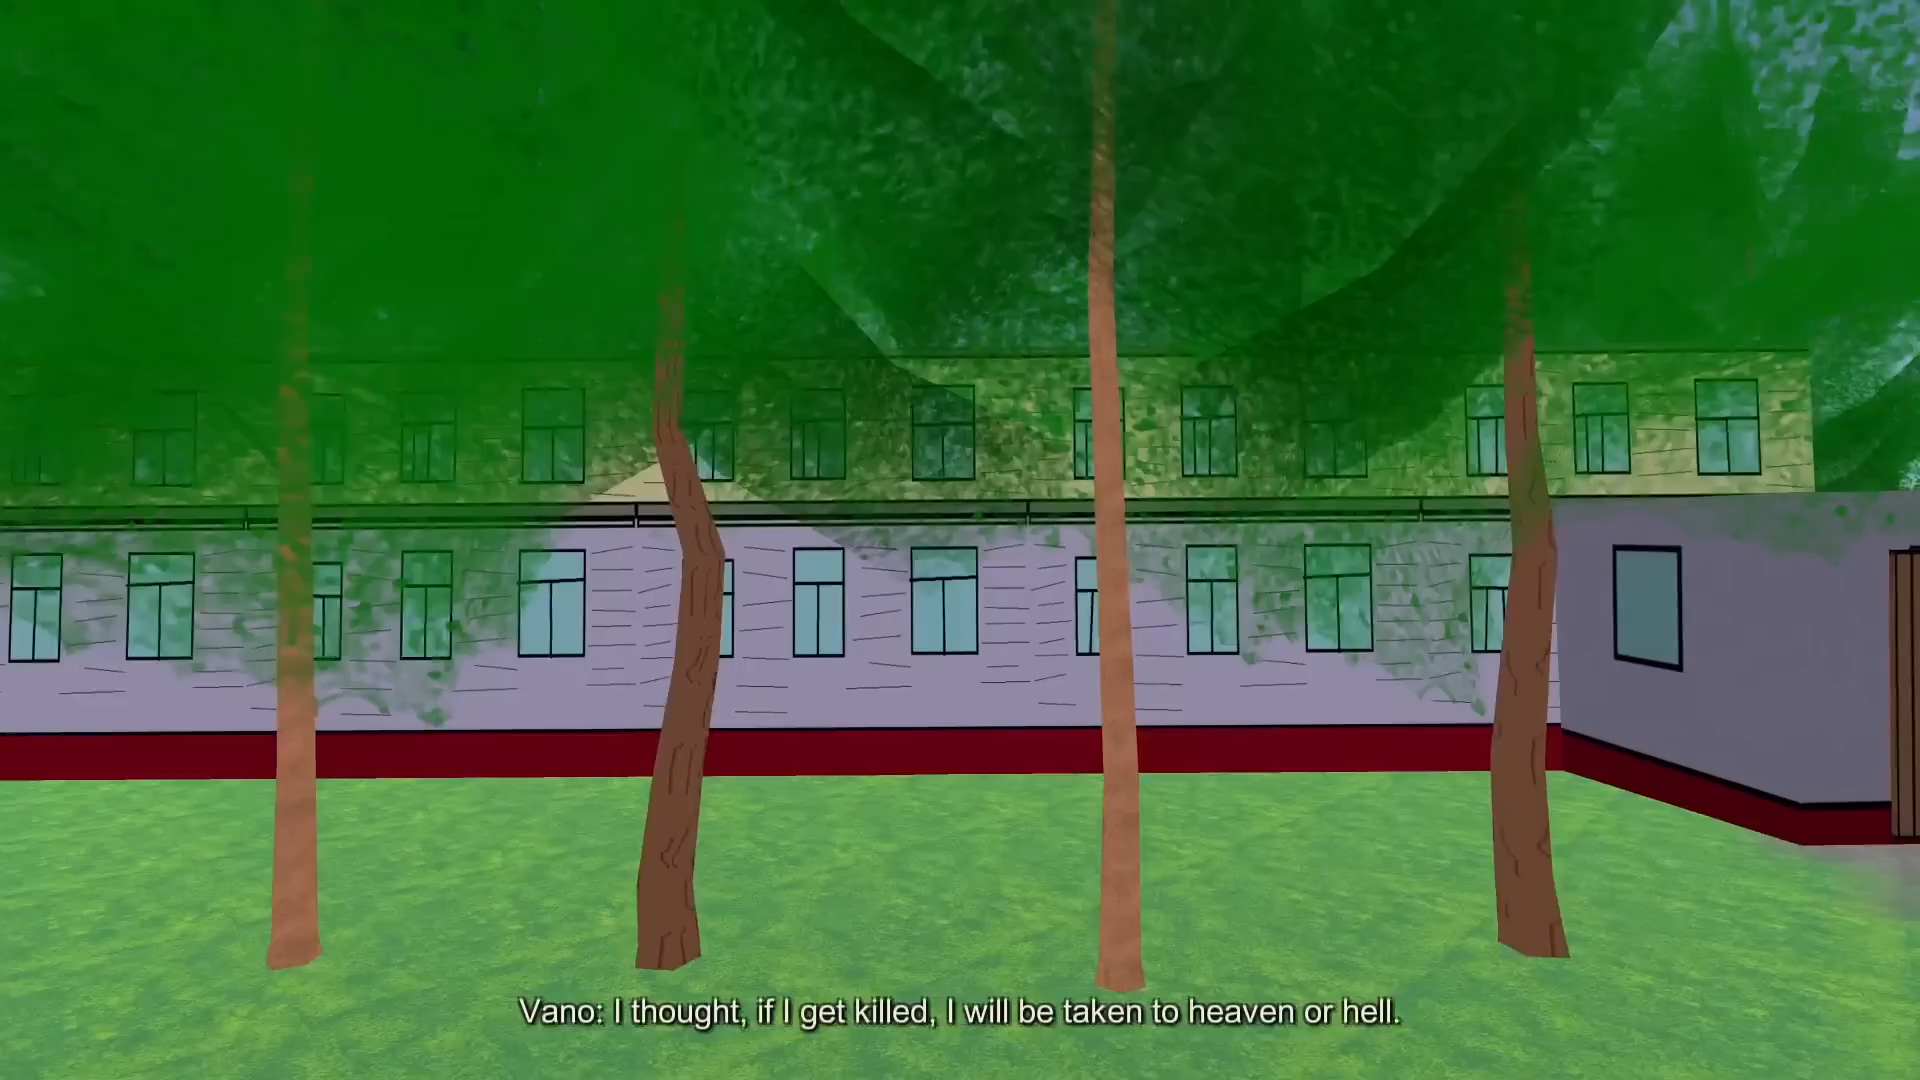 Vano: I thought, if I get killed, I will be taken to heaven or hell.